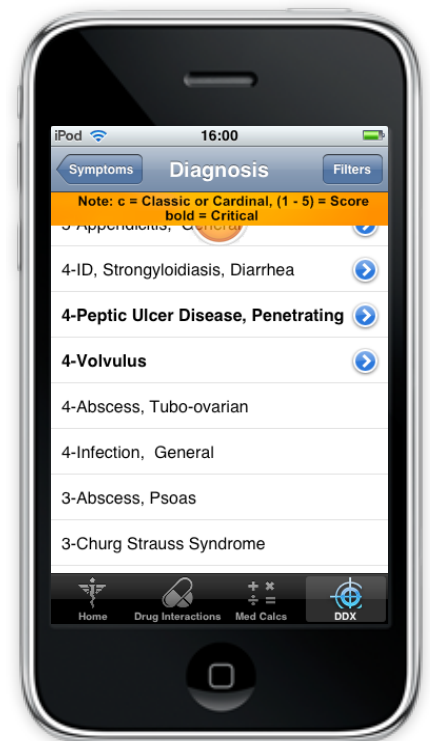 iPod
16:00
Symptoms
Diagnosis
Filters
Note: c = Classic or Cardinal, (1 - 5) = Score
bold = Critical
Appendicitis, General
4-ID, Strongyloidiasis, Diarrhea
4-Peptic Ulcer Disease, Penetrating
4-Volvulus
4-Abscess, Tubo-ovarian
4-Infection,  General
3-Abscess, Psoas
3-Churg Strauss Syndrome
Home
Drug Interactions
Med Calcs
DDX